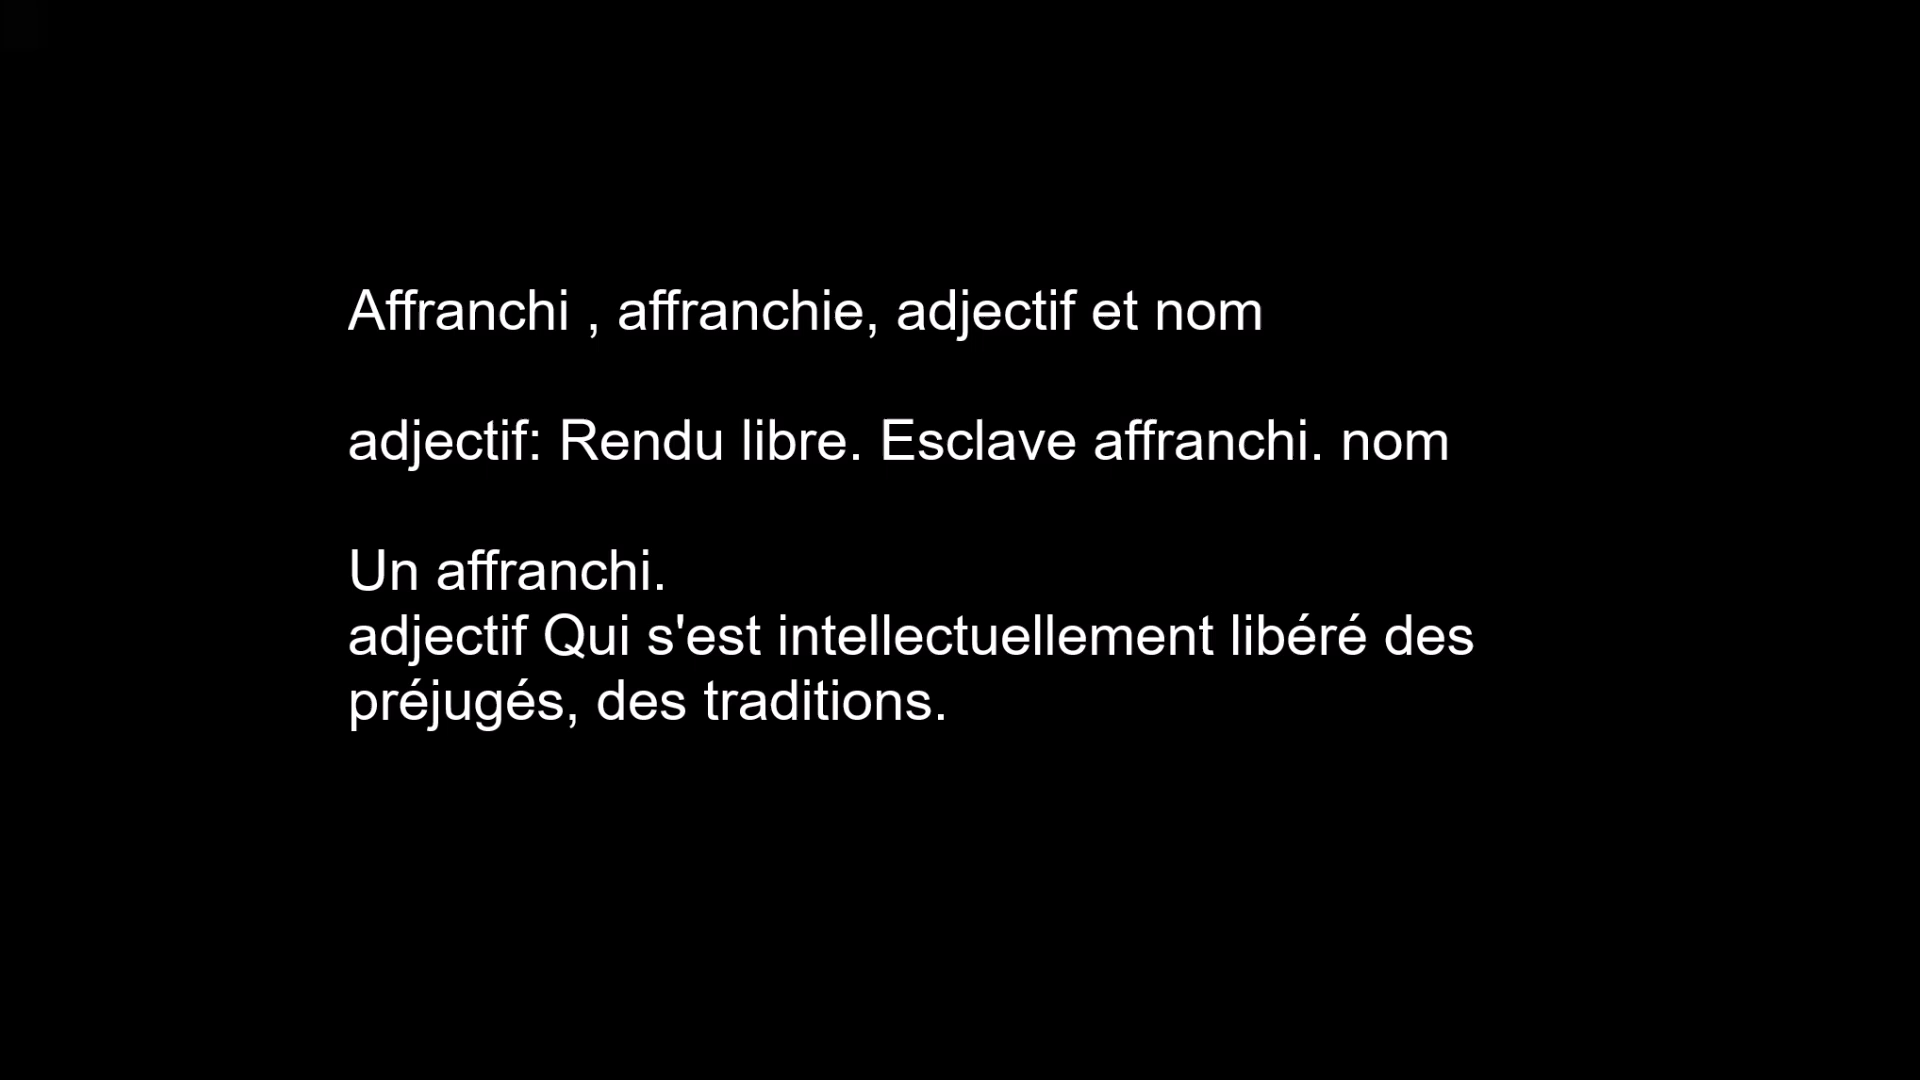 Affranchi , affranchie, adjectif et nom
adjectif: Rendu libre. Esclave affranchi. nom
Un affranchi.
adjectif Qui s'est intellectuellement libéré des
préjugés, des traditions.